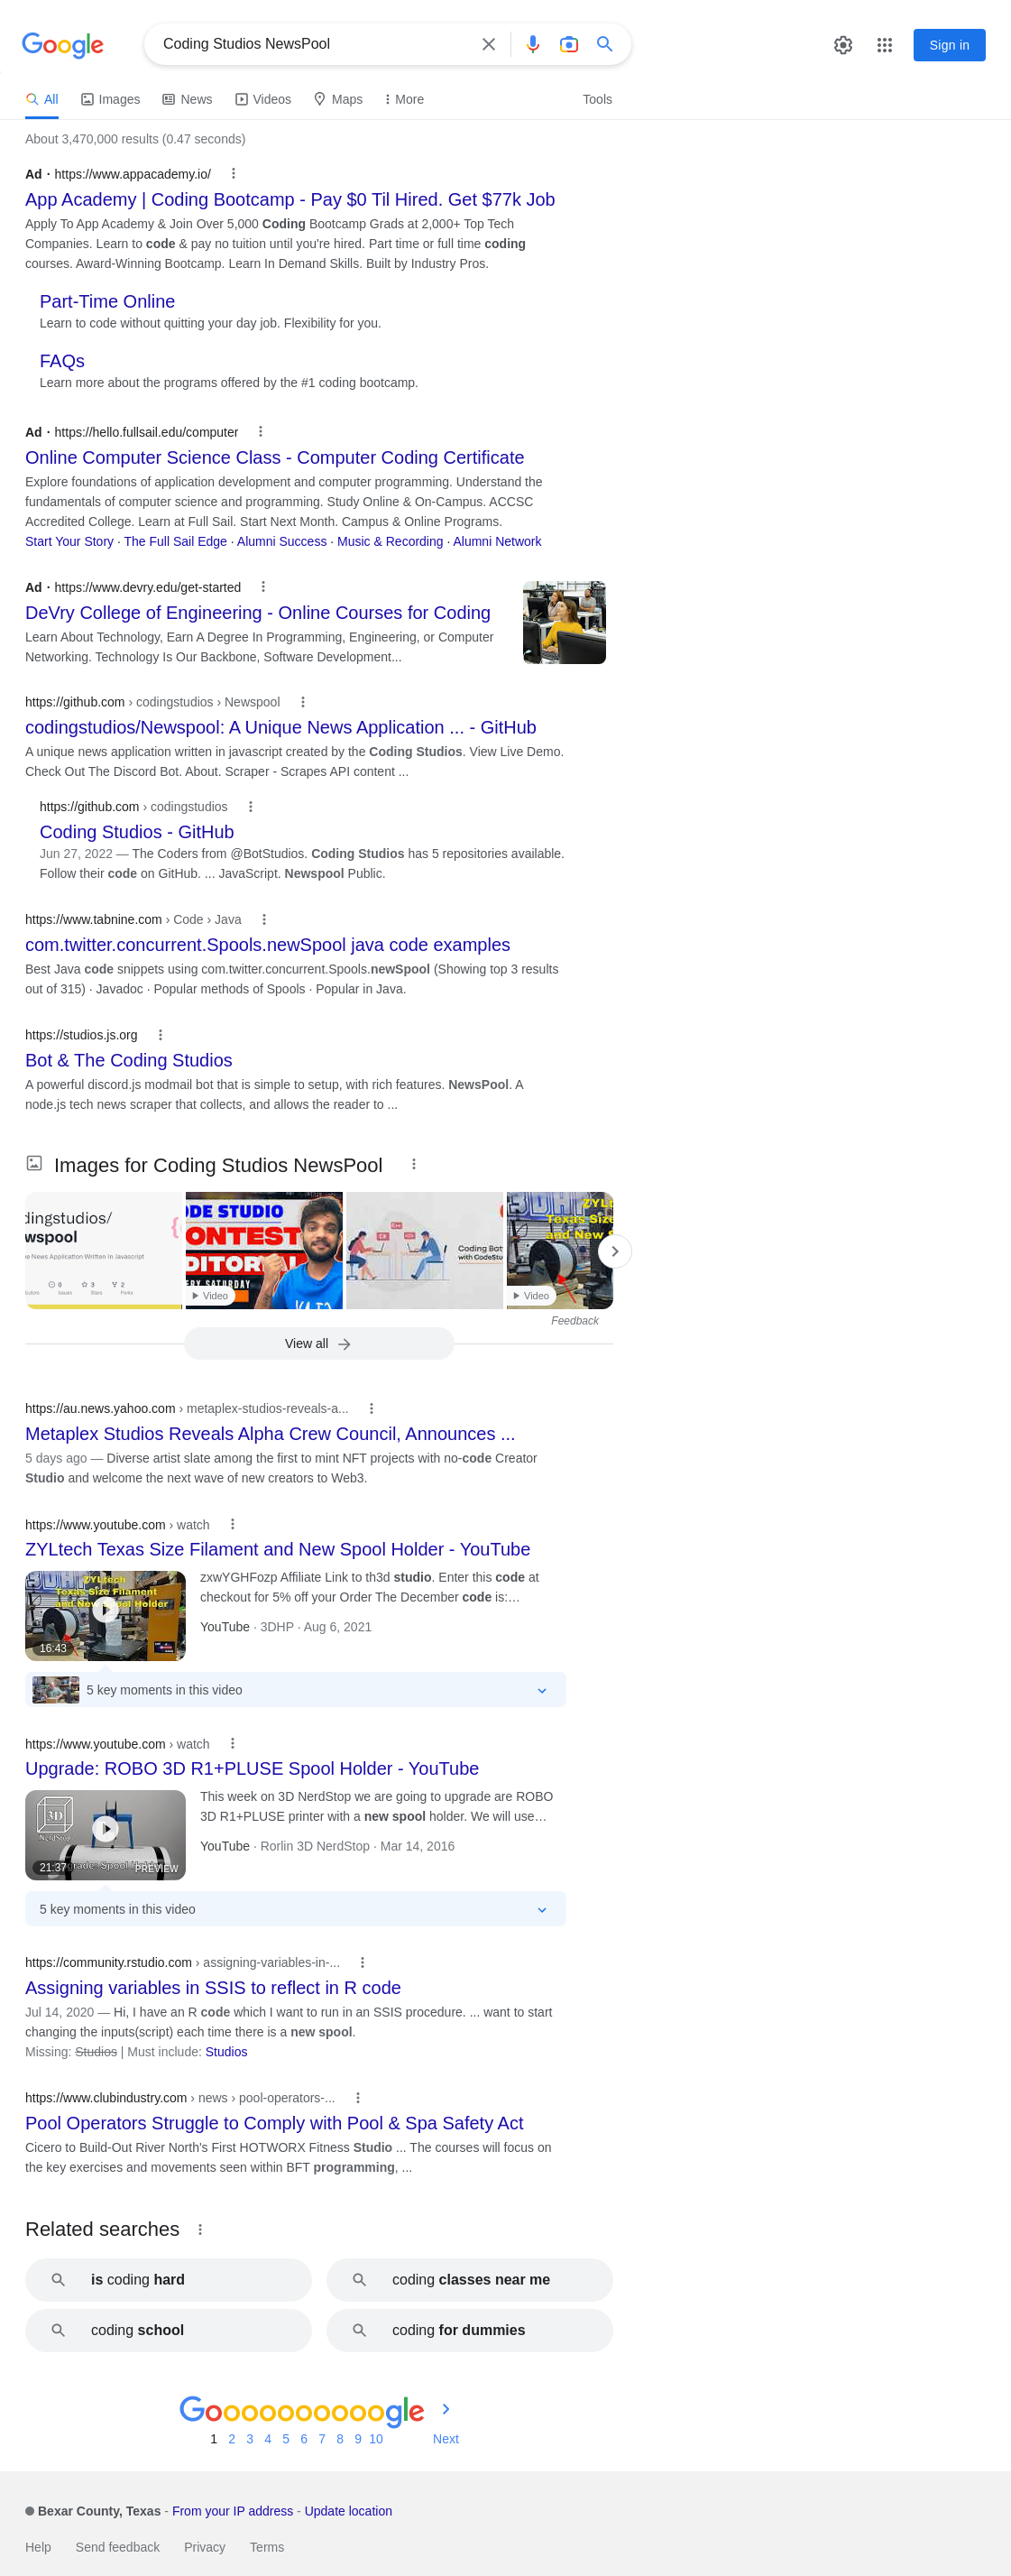 Google
Coding Studios NewsPool
Sign in
All
Images
News
Videos
Maps
More
Tools
About 3,470,000 results (0.47 seconds)
Ad · https://www.appacademy.io/
App Academy | Coding Bootcamp - Pay $0 Til Hired. Get $77k Job
Apply To App Academy & Join Over 5,000 Coding Bootcamp Grads at 2,000+ Top Tech
Companies. Learn to code & pay no tuition until you're hired. Part time or full time coding
courses. Award-Winning Bootcamp. Learn In Demand Skills. Built by Industry Pros.
Part-Time Online
Learn to code without quitting your day job. Flexibility for you.
FAQs
Learn more about the programs offered by the #1 coding bootcamp.
Ad · https://hello.fullsail.edu/computer
Online Computer Science Class - Computer Coding Certificate
Explore foundations of application development and computer programming. Understand the
fundamentals of computer science and programming. Study Online & On-Campus. ACCSC
Accredited College. Learn at Full Sail. Start Next Month. Campus & Online Programs.
Start Your Story · The Full Sail Edge · Alumni Success · Music & Recording · Alumni Network
Ad · https://www.devry.edu/get-started
DeVry College of Engineering - Online Courses for Coding
Learn About Technology, Earn A Degree In Programming, Engineering, or Computer
Networking. Technology Is Our Backbone, Software Development...
https://github.com › codingstudios › Newspool
codingstudios/Newspool: A Unique News Application ... - GitHub
A unique news application written in javascript created by the Coding Studios. View Live Demo.
Check Out The Discord Bot. About. Scraper - Scrapes API content ...
https://github.com › codingstudios
Coding Studios - GitHub
Jun 27, 2022 — The Coders from @BotStudios. Coding Studios has 5 repositories available.
Follow their code on GitHub. ... JavaScript. Newspool Public.
https://www.tabnine.com › Code › Java
com.twitter.concurrent.Spools.newSpool java code examples
Best Java code snippets using com.twitter.concurrent.Spools.newSpool (Showing top 3 results
out of 315) · Javadoc · Popular methods of Spools · Popular in Java.
https://studios.js.org
Bot & The Coding Studios
A powerful discord.js modmail bot that is simple to setup, with rich features. NewsPool. A
node.js tech news scraper that collects, and allows the reader to ...
Images for Coding Studios NewsPool
dingstudios/
wspool
e News Application Written in Javascript
0 3 2
Issues Stars Forks
DE STUDIO
CONTEST
DITORIAL
RY SATURDAY
Video
Coding Bot
with CodeStu
3DH
ZYLt
Texas Size
and New S
Video
Feedback
View all
https://au.news.yahoo.com › metaplex-studios-reveals-a...
Metaplex Studios Reveals Alpha Crew Council, Announces ...
5 days ago — Diverse artist slate among the first to mint NFT projects with no-code Creator
Studio and welcome the next wave of new creators to Web3.
https://www.youtube.com › watch
ZYLtech Texas Size Filament and New Spool Holder - YouTube
ZYLtech
Texas Size Filament
and New Spool Holder
16:43
zxwYGHFozp Affiliate Link to th3d studio. Enter this code at
checkout for 5% off your Order The December code is:…
YouTube · 3DHP · Aug 6, 2021
5 key moments in this video
https://www.youtube.com › watch
Upgrade: ROBO 3D R1+PLUSE Spool Holder - YouTube
3D
NerdStop
21:37
grade: Spool Hold
PREVIEW
This week on 3D NerdStop we are going to upgrade are ROBO
3D R1+PLUSE printer with a new spool holder. We will use…
YouTube · Rorlin 3D NerdStop · Mar 14, 2016
5 key moments in this video
https://community.rstudio.com › assigning-variables-in-...
Assigning variables in SSIS to reflect in R code
Jul 14, 2020 — Hi, I have an R code which I want to run in an SSIS procedure. ... want to start
changing the inputs(script) each time there is a new spool.
Missing: Studios | Must include: Studios
https://www.clubindustry.com › news › pool-operators-...
Pool Operators Struggle to Comply with Pool & Spa Safety Act
Cicero to Build-Out River North's First HOTWORX Fitness Studio ... The courses will focus on
the key exercises and movements seen within BFT programming, ...
Related searches
is coding hard
coding classes near me
coding school
coding for dummies
Goooooooooogle
1 2 3 4 5 6 7 8 9 10 Next
Bexar County, Texas - From your IP address - Update location
Help Send feedback Privacy Terms